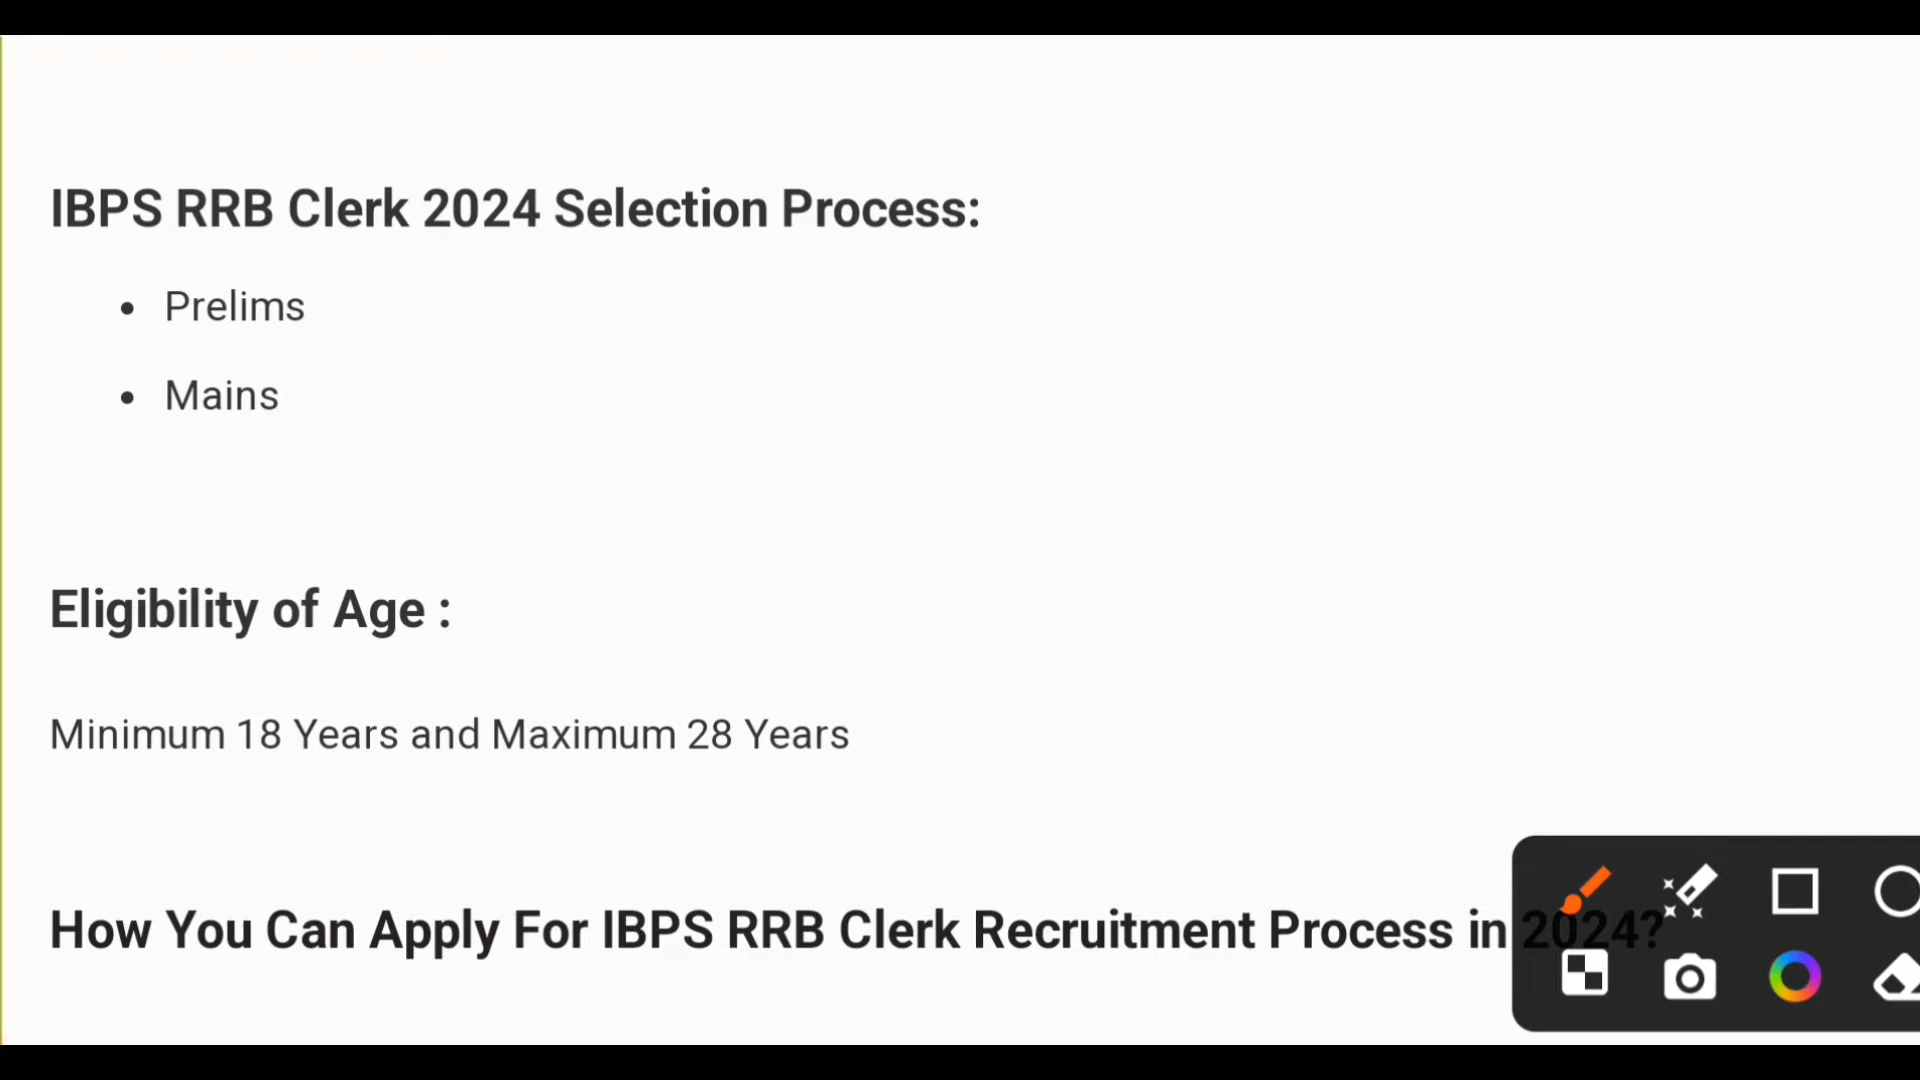 IBPS RRB Clerk 2024 Selection Process:
• Prelims
• Mains
Eligibility of Age :
Minimum 18 Years and Maximum 28 Years
How You Can Apply For IBPS RRB Clerk Recruitment Process in 2024?